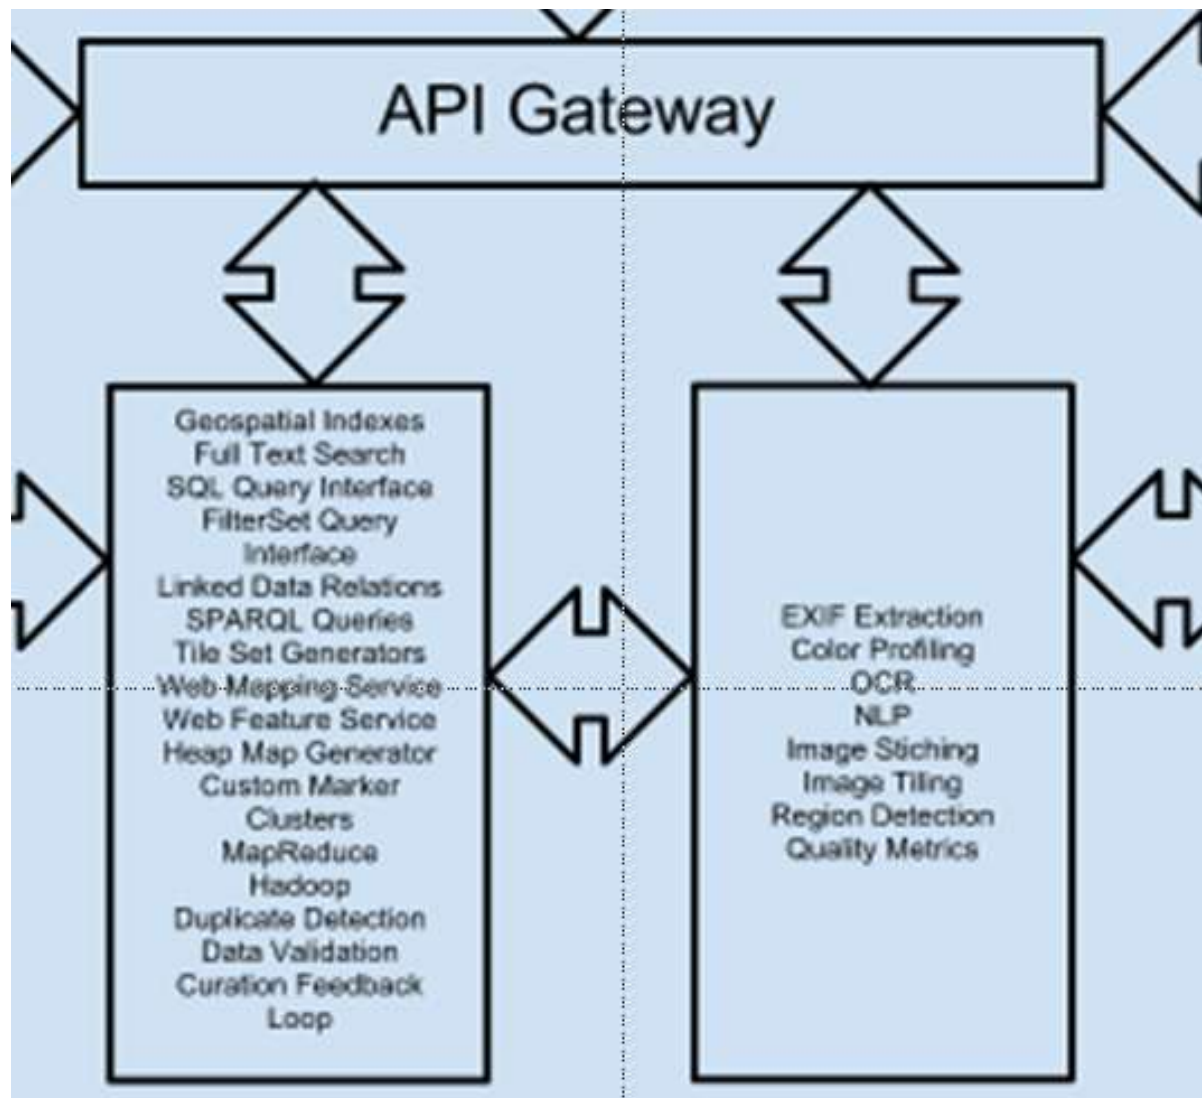 API Gateway
Geospatial Indexes
Full Text Search
SQL Query Interface
FilterSet Query
Interface
Linked Data Relations
SPARQL Queries
Tile Set Generators
Web Mapping Service
Web Feature Service
Heap Map Generator
Custom Marker
Clusters
MapReduce
Hadoop
Duplicate Detection
Data Validation
Curation Feedback
Loop
EXIF Extraction
Color Profiling
OCR
NLP
Image Stiching
Image Tiling
Region Detection
Quality Metrics